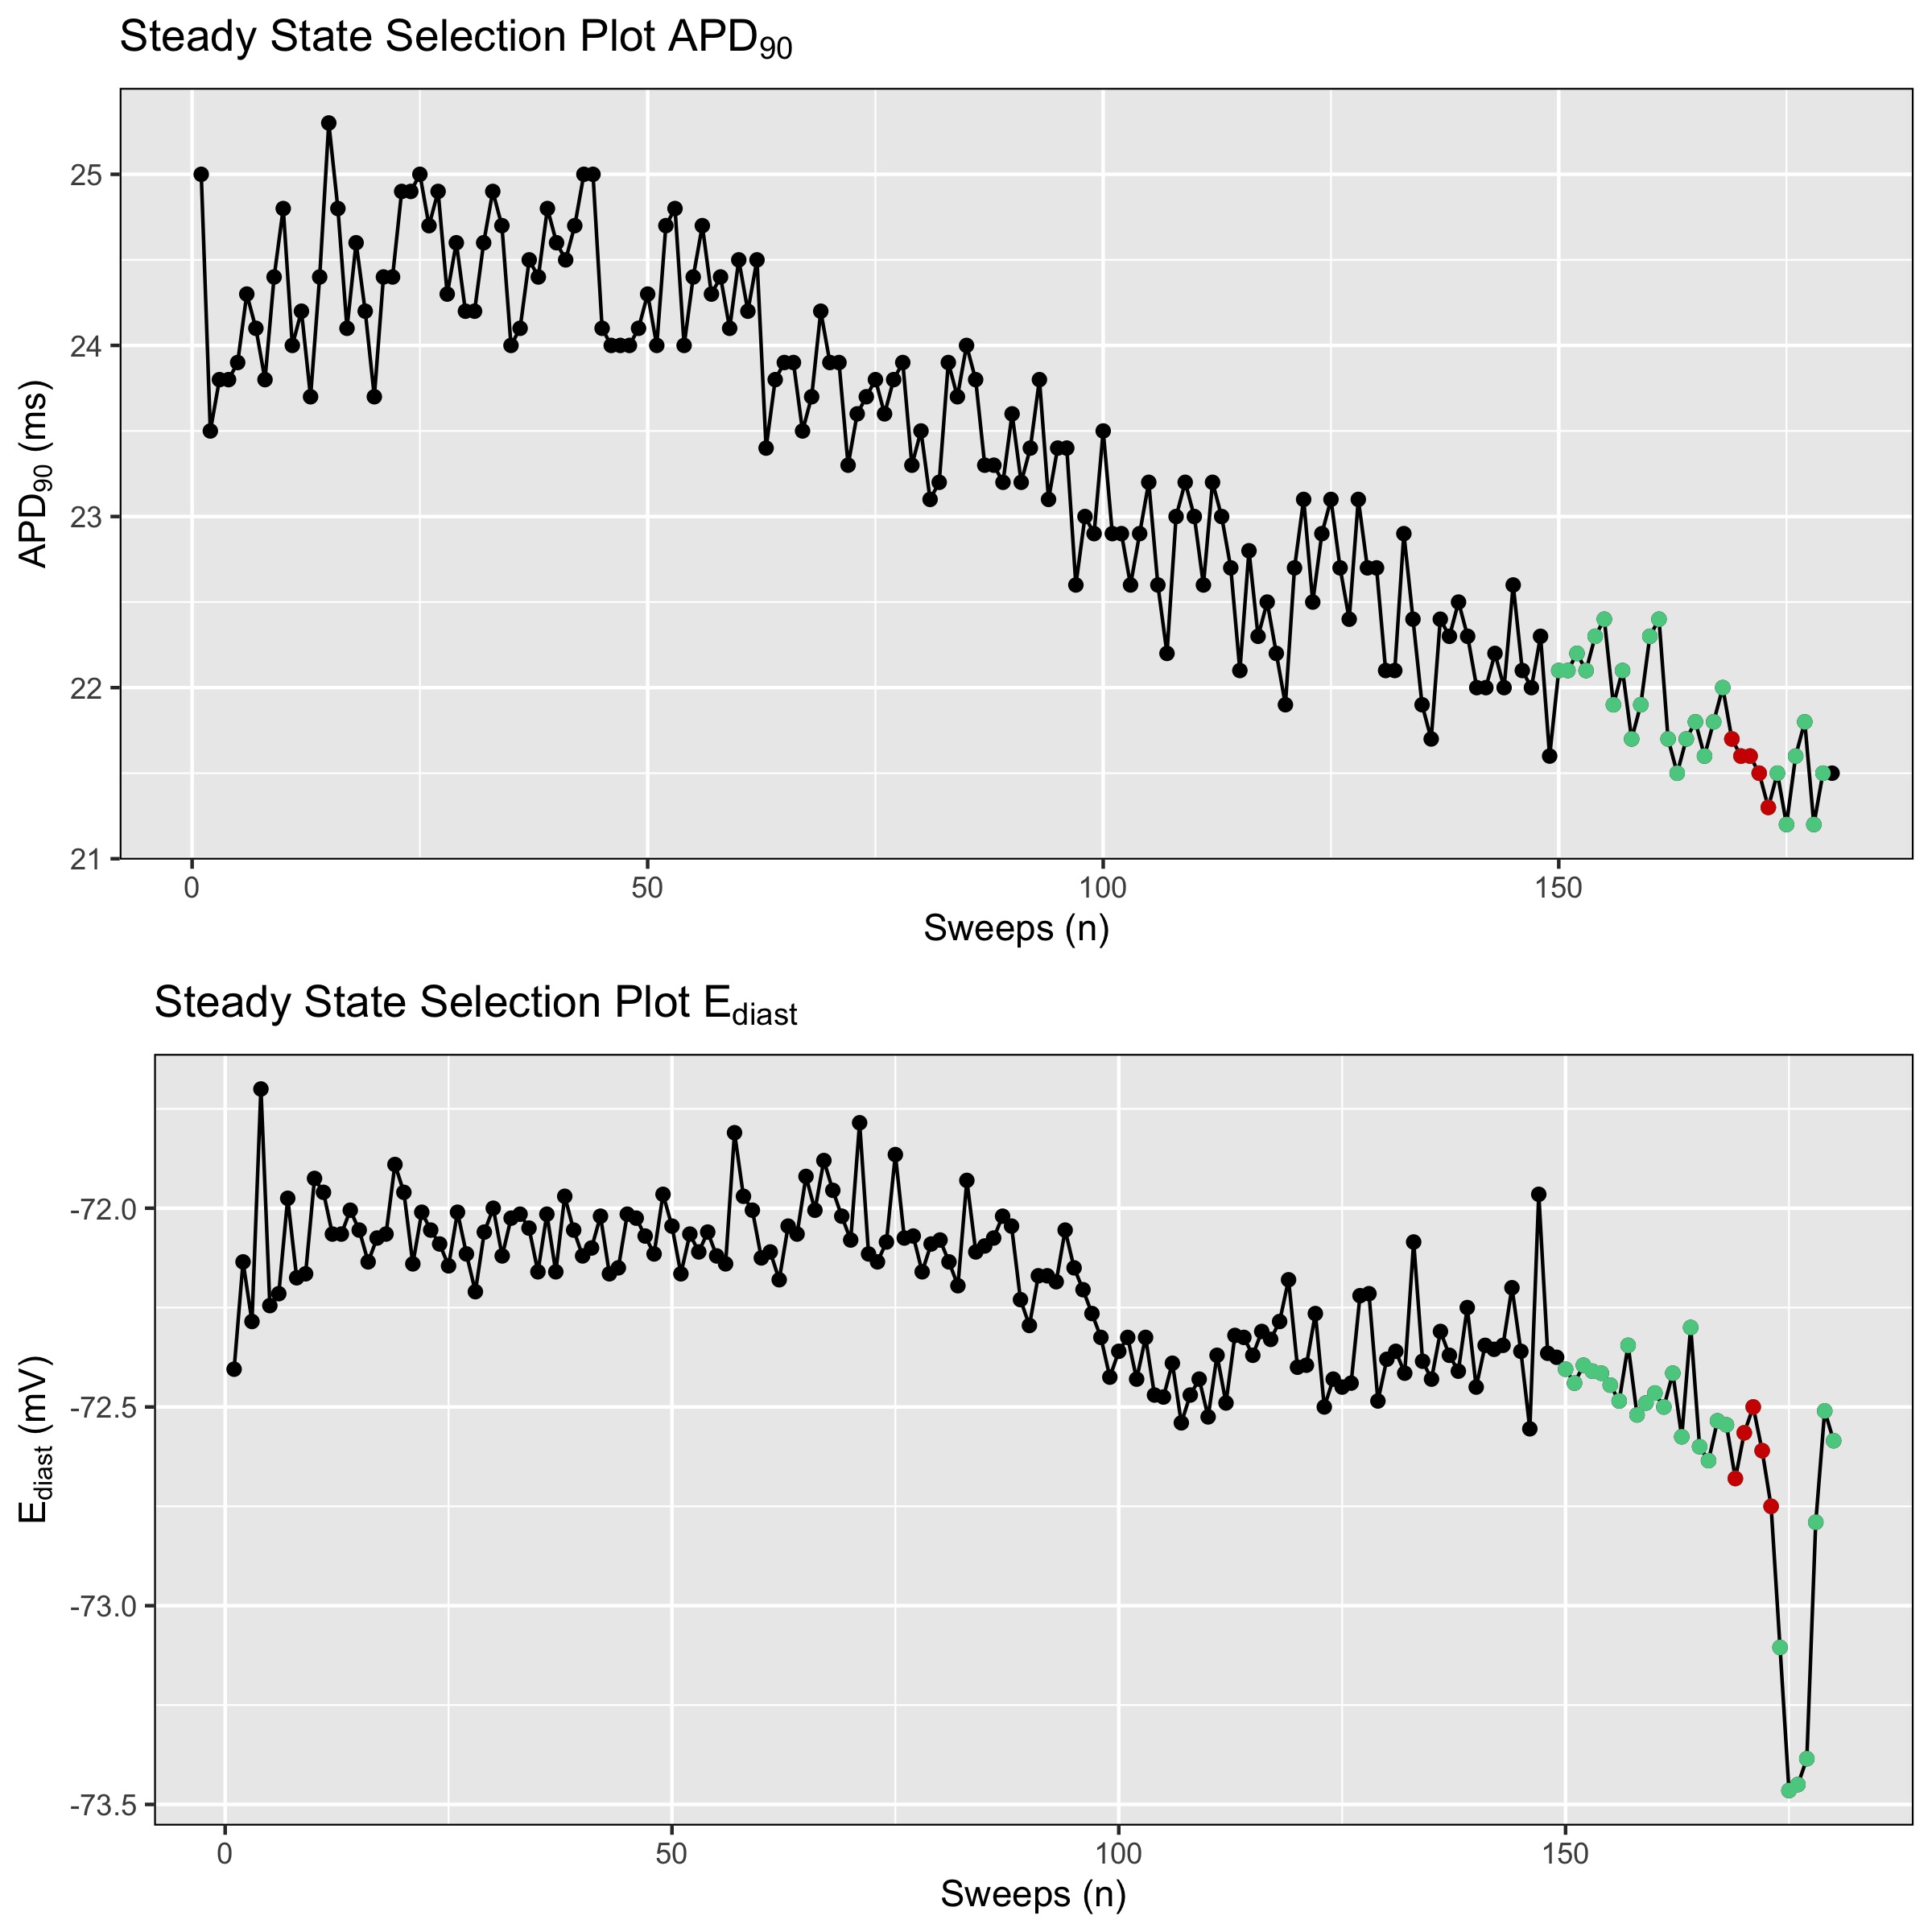 Steady State Selection Plot APD90
APD90 (ms)
25
24
23
22
21
0 50 100 150
Sweeps (n)
Steady State Selection Plot Ediast
Ediast (mV)
-72.0
-72.5
-73.0
-73.5
0 50 100 150
Sweeps (n)